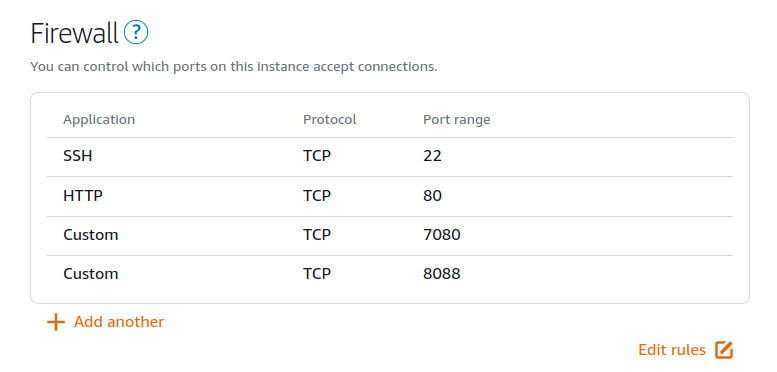 Firewall ?
You can control which ports on this instance accept connections.
Application Protocol Port range
SSH TCP 22
HTTP TCP 80
Custom TCP 7080
Custom TCP 8088
+ Add another
Edit rules